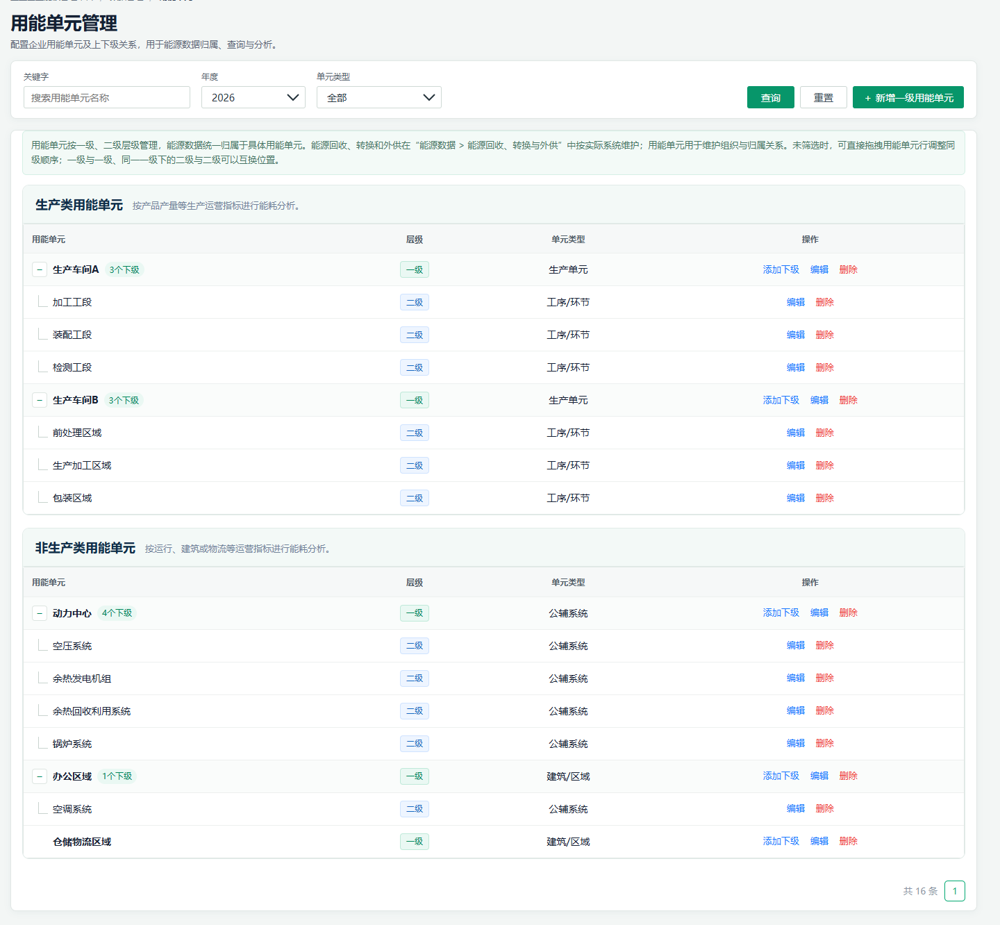 用能单元管理
配置企业用能单元及上下级关系，用于能源数据归属、查询与分析。
关键字 年度 单元类型
搜索用能单元名称 2026 全部 查询 重置 + 新增一级用能单元
用能单元按一级、二级层级管理，能源数据统一归属于具体用能单元。能源回收、转换和外供在“能源数据 > 能源回收、转换与外供”中按实际系统维护；用能单元用于维护组织与归属关系。未筛选时，可直接拖拽用能单元行调整同
级顺序；一级与一级、同一一级下的二级与二级可以互换位置。
生产类用能单元 按产品产量等生产运营指标进行能耗分析。
用能单元 层级 单元类型 操作
− 生产车间A 3个下级 一级 生产单元 添加下级 编辑 删除
加工工段 二级 工序/环节 编辑 删除
装配工段 二级 工序/环节 编辑 删除
检测工段 二级 工序/环节 编辑 删除
− 生产车间B 3个下级 一级 生产单元 添加下级 编辑 删除
前处理区域 二级 工序/环节 编辑 删除
生产加工区域 二级 工序/环节 编辑 删除
包装区域 二级 工序/环节 编辑 删除
非生产类用能单元 按运行、建筑或物流等运营指标进行能耗分析。
用能单元 层级 单元类型 操作
− 动力中心 4个下级 一级 公辅系统 添加下级 编辑 删除
空压系统 二级 公辅系统 编辑 删除
余热发电机组 二级 公辅系统 编辑 删除
余热回收利用系统 二级 公辅系统 编辑 删除
锅炉系统 二级 公辅系统 编辑 删除
− 办公区域 1个下级 一级 建筑/区域 添加下级 编辑 删除
空调系统 二级 公辅系统 编辑 删除
仓储物流区域 一级 建筑/区域 添加下级 编辑 删除
共 16 条 1